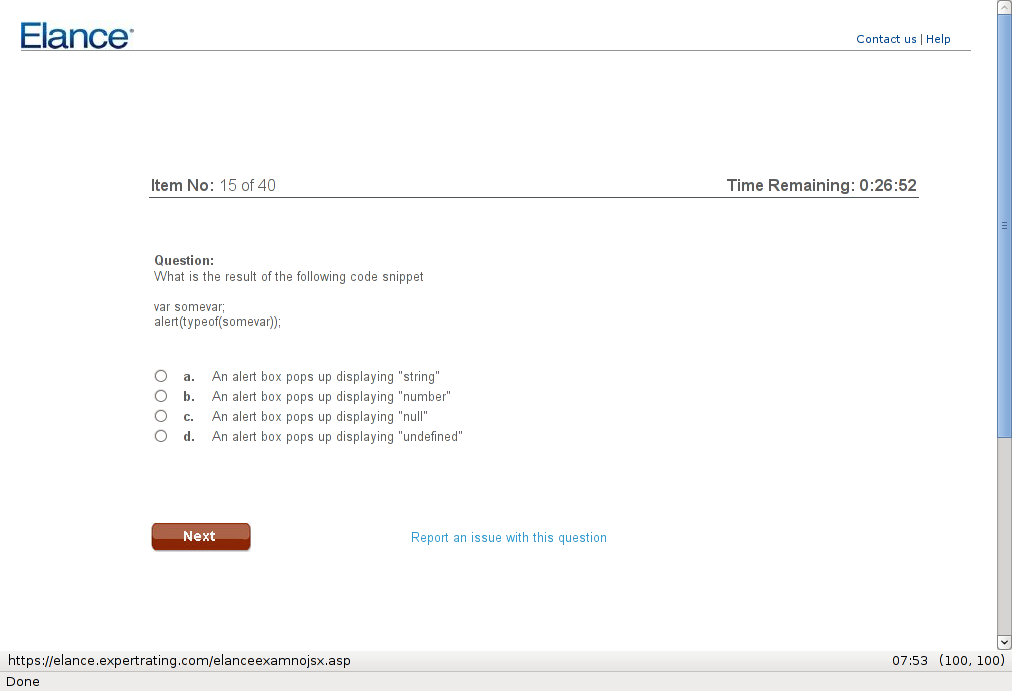 Elance
Contact us | Help
Item No: 15 of 40
Time Remaining: 0:26:52
Question:
What is the result of the following code snippet
var somevar;
alert(typeof(somevar));
a. An alert box pops up displaying "string"
b. An alert box pops up displaying "number"
c. An alert box pops up displaying "null"
d. An alert box pops up displaying "undefined"
Next
Report an issue with this question
https://elance.expertrating.com/elanceexamnojsx.asp
07:53 (100, 100)
Done